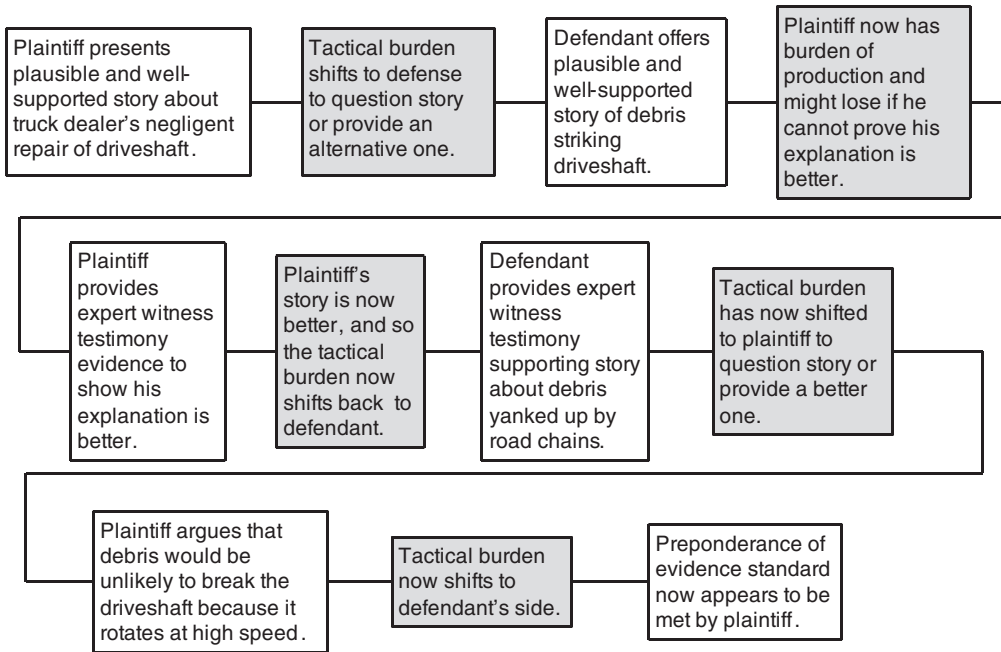 Plaintiff presents
plausible and well-
supported story about
truck dealer's negligent
repair of driveshaft.
Tactical burden
shifts to defense
to question story
or provide an
alternative one.
Defendant offers
plausible and
well-supported
story of debris
striking
driveshaft.
Plaintiff now has
burden of
production and
might lose if he
cannot prove his
explanation is
better.
Plaintiff
provides
expert witness
testimony
evidence to
show his
explanation is
better.
Plaintiff's
story is now
better, and so
the tactical
burden now
shifts back to
defendant.
Defendant
provides expert
witness
testimony
supporting story
about debris
yanked up by
road chains.
Tactical burden
has now shifted
to plaintiff to
question story or
provide a better
one.
Plaintiff argues that
debris would be
unlikely to break the
driveshaft because it
rotates at high speed.
Tactical burden
now shifts to
defendant's side.
Preponderance of
evidence standard
now appears to be
met by plaintiff.